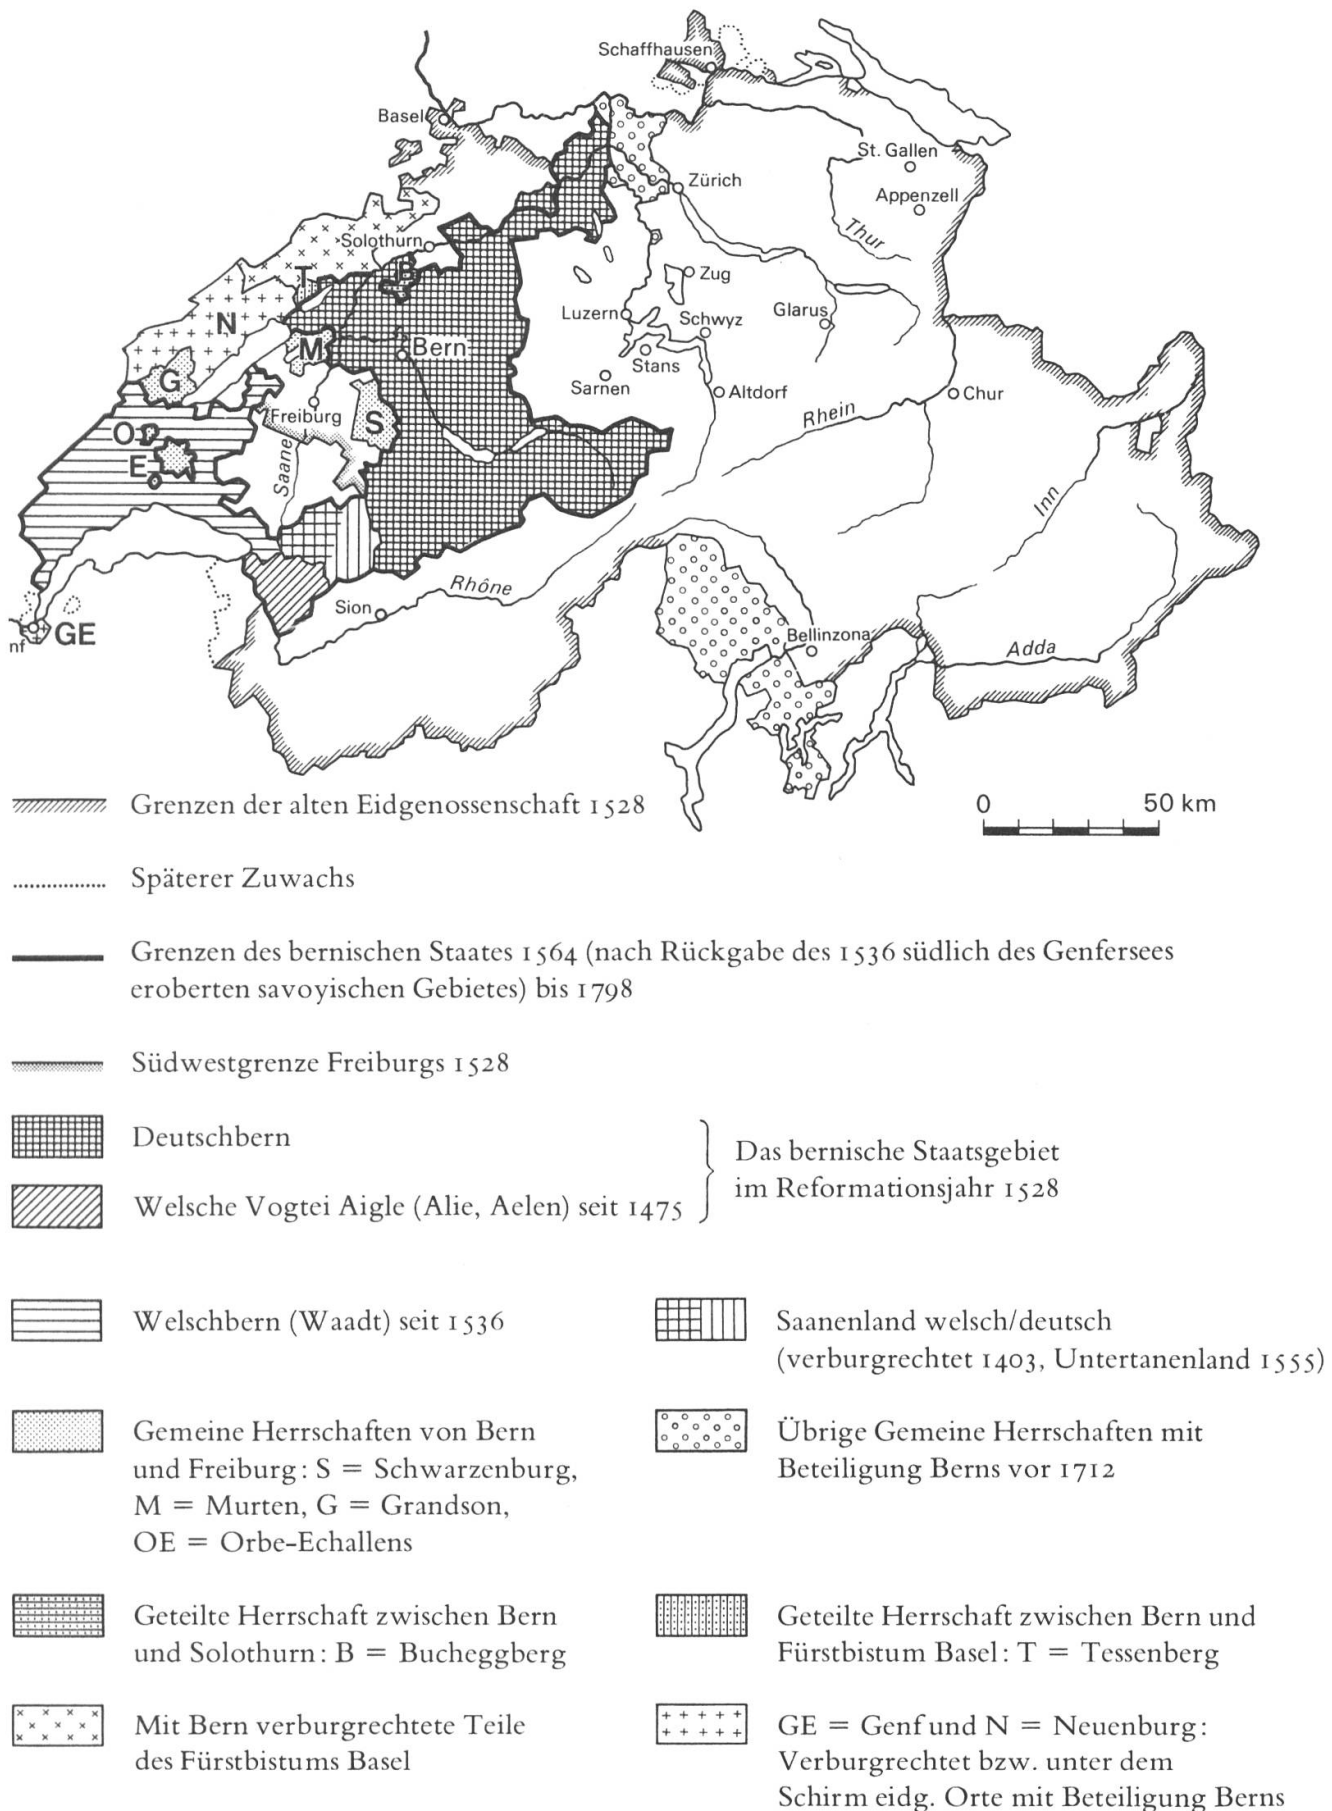 Schaffhausen
Basel
St. Gallen
Zürich
Appenzell
Thur
Solothurn
B
T
Zug
N
Luzern
Schwyz
Glarus
M
Bern
Stans
G
Sarnen
Altdorf
Chur
Freiburg
S
Rhein
O
E
Saane
Inn
Rhône
Sion
nf
GE
Bellinzona
Adda
Grenzen der alten Eidgenossenschaft 1528
0 50 km
Späterer Zuwachs
Grenzen des bernischen Staates 1564 (nach Rückgabe des 1536 südlich des Genfersees
eroberten savoyischen Gebietes) bis 1798
Südwestgrenze Freiburgs 1528
Deutschbern
Welsche Vogtei Aigle (Alie, Aelen) seit 1475
Das bernische Staatsgebiet
im Reformationsjahr 1528
Welschbern (Waadt) seit 1536
Saanenland welsch/deutsch
(verburgrechtet 1403, Untertanenland 1555)
Gemeine Herrschaften von Bern
und Freiburg: S = Schwarzenburg,
M = Murten, G = Grandson,
OE = Orbe-Echallens
Übrige Gemeine Herrschaften mit
Beteiligung Berns vor 1712
Geteilte Herrschaft zwischen Bern
und Solothurn: B = Bucheggberg
Geteilte Herrschaft zwischen Bern und
Fürstbistum Basel: T = Tessenberg
Mit Bern verburgrechtete Teile
des Fürstbistums Basel
GE = Genf und N = Neuenburg:
Verburgrechtet bzw. unter dem
Schirm eidg. Orte mit Beteiligung Berns